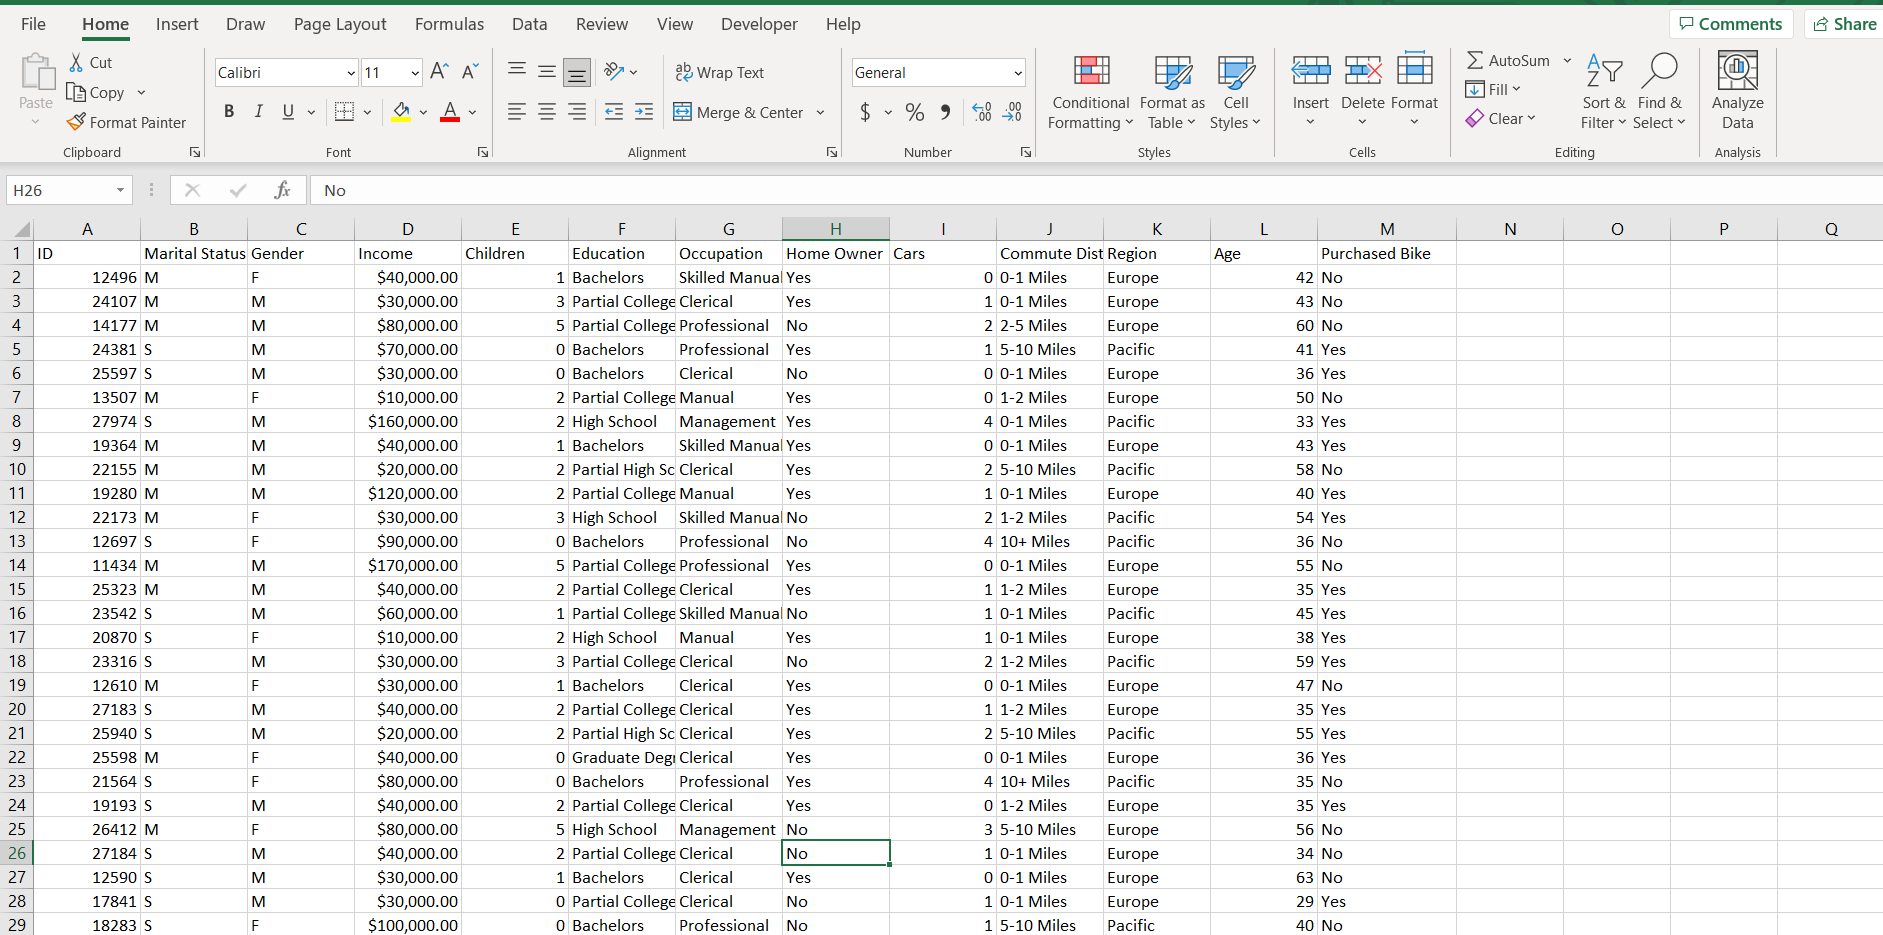 File Home Insert Draw Page Layout Formulas Data Review View Developer Help Comments Share
Paste Cut Copy Format Painter Clipboard
Calibri 11 A A B I U A Font
ab Wrap Text Merge & Center Alignment
General $ % Number
Conditional Formatting Format as Table Cell Styles Styles
Insert Delete Format Cells
AutoSum Fill Clear Sort & Filter Find & Select Editing
Analyze Data Analysis
H26 fx No
A B C D E F G H I J K L M N O P Q
1 ID Marital Status Gender Income Children Education Occupation Home Owner Cars Commute Dist Region Age Purchased Bike
2 12496 M F $40,000.00 1 Bachelors Skilled Manual Yes 0 0-1 Miles Europe 42 No
3 24107 M M $30,000.00 3 Partial College Clerical Yes 1 0-1 Miles Europe 43 No
4 14177 M M $80,000.00 5 Partial College Professional No 2 2-5 Miles Europe 60 No
5 24381 S M $70,000.00 0 Bachelors Professional Yes 1 5-10 Miles Pacific 41 Yes
6 25597 S M $30,000.00 0 Bachelors Clerical No 0 0-1 Miles Europe 36 Yes
7 13507 M F $10,000.00 2 Partial College Manual Yes 0 1-2 Miles Europe 50 No
8 27974 S M $160,000.00 2 High School Management Yes 4 0-1 Miles Pacific 33 Yes
9 19364 M M $40,000.00 1 Bachelors Skilled Manual Yes 0 0-1 Miles Europe 43 Yes
10 22155 M M $20,000.00 2 Partial High Sc Clerical Yes 2 5-10 Miles Pacific 58 No
11 19280 M M $120,000.00 2 Partial College Manual Yes 1 0-1 Miles Europe 40 Yes
12 22173 M F $30,000.00 3 High School Skilled Manual No 2 1-2 Miles Pacific 54 Yes
13 12697 S F $90,000.00 0 Bachelors Professional No 4 10+ Miles Pacific 36 No
14 11434 M M $170,000.00 5 Partial College Professional Yes 0 0-1 Miles Europe 55 No
15 25323 M M $40,000.00 2 Partial College Clerical Yes 1 1-2 Miles Europe 35 Yes
16 23542 S M $60,000.00 1 Partial College Skilled Manual No 1 0-1 Miles Pacific 45 Yes
17 20870 S F $10,000.00 2 High School Manual Yes 1 0-1 Miles Europe 38 Yes
18 23316 S M $30,000.00 3 Partial College Clerical No 2 1-2 Miles Pacific 59 Yes
19 12610 M F $30,000.00 1 Bachelors Clerical Yes 0 0-1 Miles Europe 47 No
20 27183 S M $40,000.00 2 Partial College Clerical Yes 1 1-2 Miles Europe 35 Yes
21 25940 S M $20,000.00 2 Partial High Sc Clerical Yes 2 5-10 Miles Pacific 55 Yes
22 25598 M F $40,000.00 0 Graduate Deg Clerical Yes 0 0-1 Miles Europe 36 Yes
23 21564 S F $80,000.00 0 Bachelors Professional Yes 4 10+ Miles Pacific 35 No
24 19193 S M $40,000.00 2 Partial College Clerical Yes 0 1-2 Miles Europe 35 Yes
25 26412 M F $80,000.00 5 High School Management No 3 5-10 Miles Europe 56 No
26 27184 S M $40,000.00 2 Partial College Clerical No 1 0-1 Miles Europe 34 No
27 12590 S M $30,000.00 1 Bachelors Clerical Yes 0 0-1 Miles Europe 63 No
28 17841 S M $30,000.00 0 Partial College Clerical No 1 0-1 Miles Europe 29 Yes
29 18283 S F $100,000.00 0 Bachelors Professional No 1 5-10 Miles Pacific 40 No